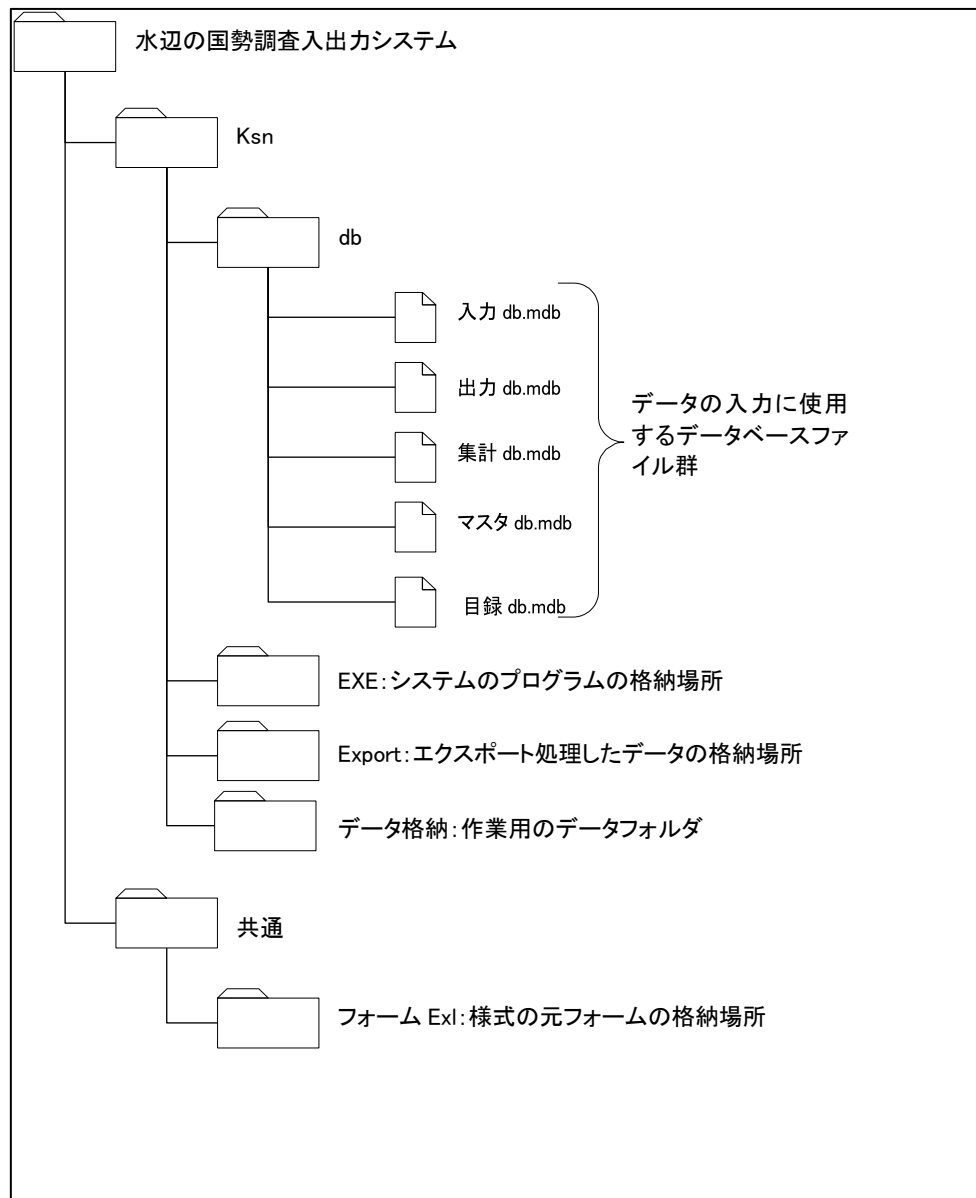 水辺の国勢調査入出力システム
Ksn
db
入力 db.mdb
出力 db.mdb
集計 db.mdb
マスタ db.mdb
目録 db.mdb
データの入力に使用
するデータベースファ
イル群
EXE:システムのプログラムの格納場所
Export:エクスポート処理したデータの格納場所
データ格納:作業用のデータフォルダ
共通
フォーム Exl:様式の元フォームの格納場所